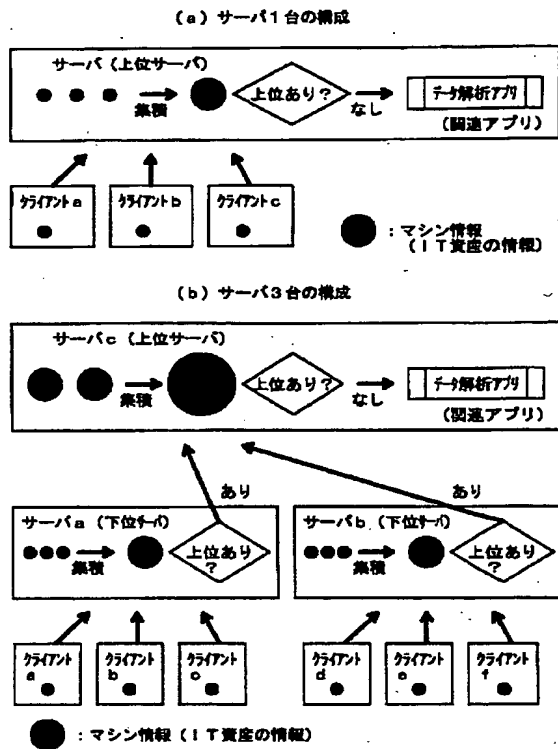 (a) サーバ1台の構成
サーバ (上位サーバ)
集積
上位あり?
なし
データ解析アプリ
(関連アプリ)
クライアントa
クライアントb
クライアントc
:マシン情報
(IT資産の情報)
(b) サーバ3台の構成
サーバc (上位サーバ)
集積
上位あり?
なし
データ解析アプリ
(関連アプリ)
あり
あり
サーバa (下位サーバ)
集積
上位あり
?
サーバb (下位サーバ)
集積
上位あり
?
クライアント
a
クライアント
b
クライアント
c
クライアント
d
クライアント
e
クライアント
f
:マシン情報 (IT資産の情報)